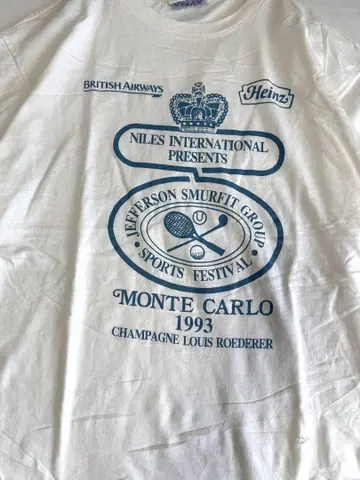 BRITISH AIRWAYS
Heinz
NILES INTERNATIONAL
PRESENTS
JEFFERSON SMURFIT GROUP
· SPORTS FESTIVAL ·
MONTE CARLO
1993
CHAMPAGNE LOUIS ROEDERER